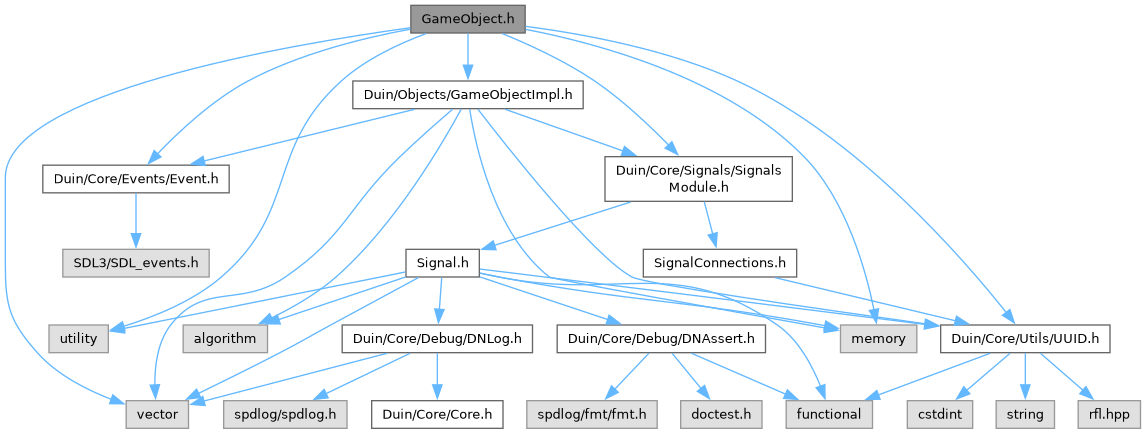 GameObject.h
Duin/Objects/GameObjectImpl.h
Duin/Core/Signals/Signals
Module.h
Duin/Core/Events/Event.h
SDL3/SDL_events.h
Signal.h
SignalConnections.h
utility
algorithm
Duin/Core/Debug/DNLog.h
Duin/Core/Debug/DNAssert.h
memory
Duin/Core/Utils/UUID.h
vector
spdlog/spdlog.h
Duin/Core/Core.h
spdlog/fmt/fmt.h
doctest.h
functional
cstdint
string
rfl.hpp